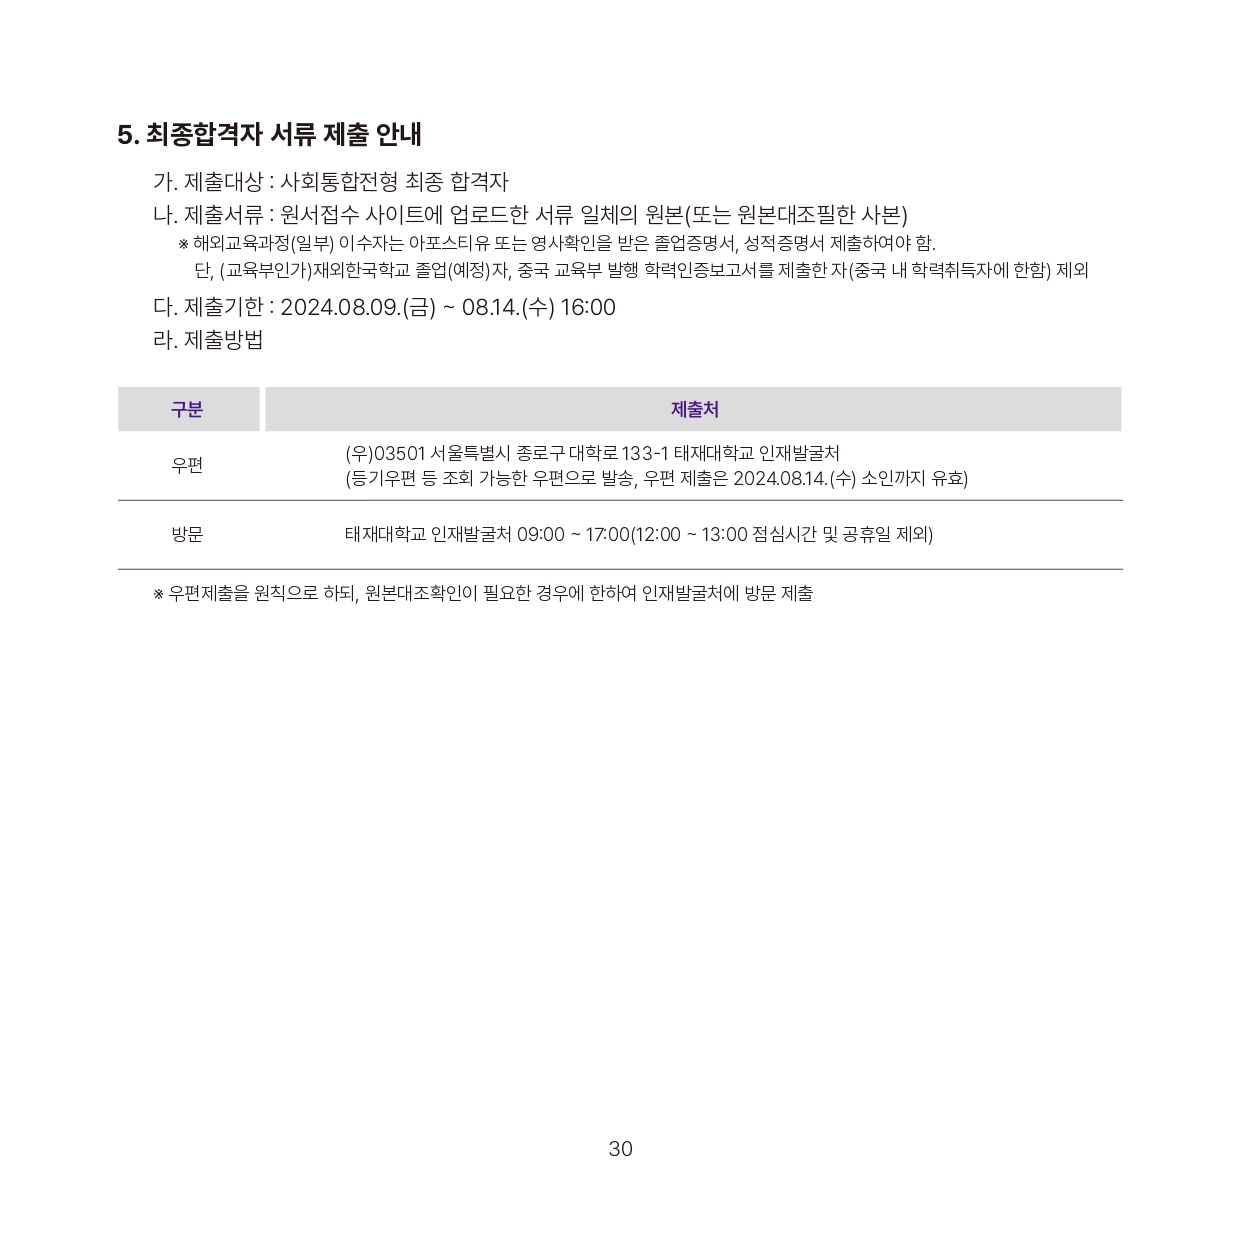 5. 최종합격자 서류 제출 안내
가. 제출대상 : 사회통합전형 최종 합격자
나. 제출서류 : 원서접수 사이트에 업로드한 서류 일체의 원본(또는 원본대조필한 사본)
※ 해외교육과정(일부) 이수자는 아포스티유 또는 영사확인을 받은 졸업증명서, 성적증명서 제출하여야 함.
단, (교육부인가)재외한국학교 졸업(예정)자, 중국 교육부 발행 학력인증보고서를 제출한 자(중국 내 학력취득자에 한함) 제외
다. 제출기한 : 2024.08.09.(금) ~ 08.14.(수) 16:00
라. 제출방법
구분 제출처
우편 (우)03501 서울특별시 종로구 대학로 133-1 태재대학교 인재발굴처
(등기우편 등 조회 가능한 우편으로 발송, 우편 제출은 2024.08.14.(수) 소인까지 유효)
방문 태재대학교 인재발굴처 09:00 ~ 17:00(12:00 ~ 13:00 점심시간 및 공휴일 제외)
※ 우편제출을 원칙으로 하되, 원본대조확인이 필요한 경우에 한하여 인재발굴처에 방문 제출
30